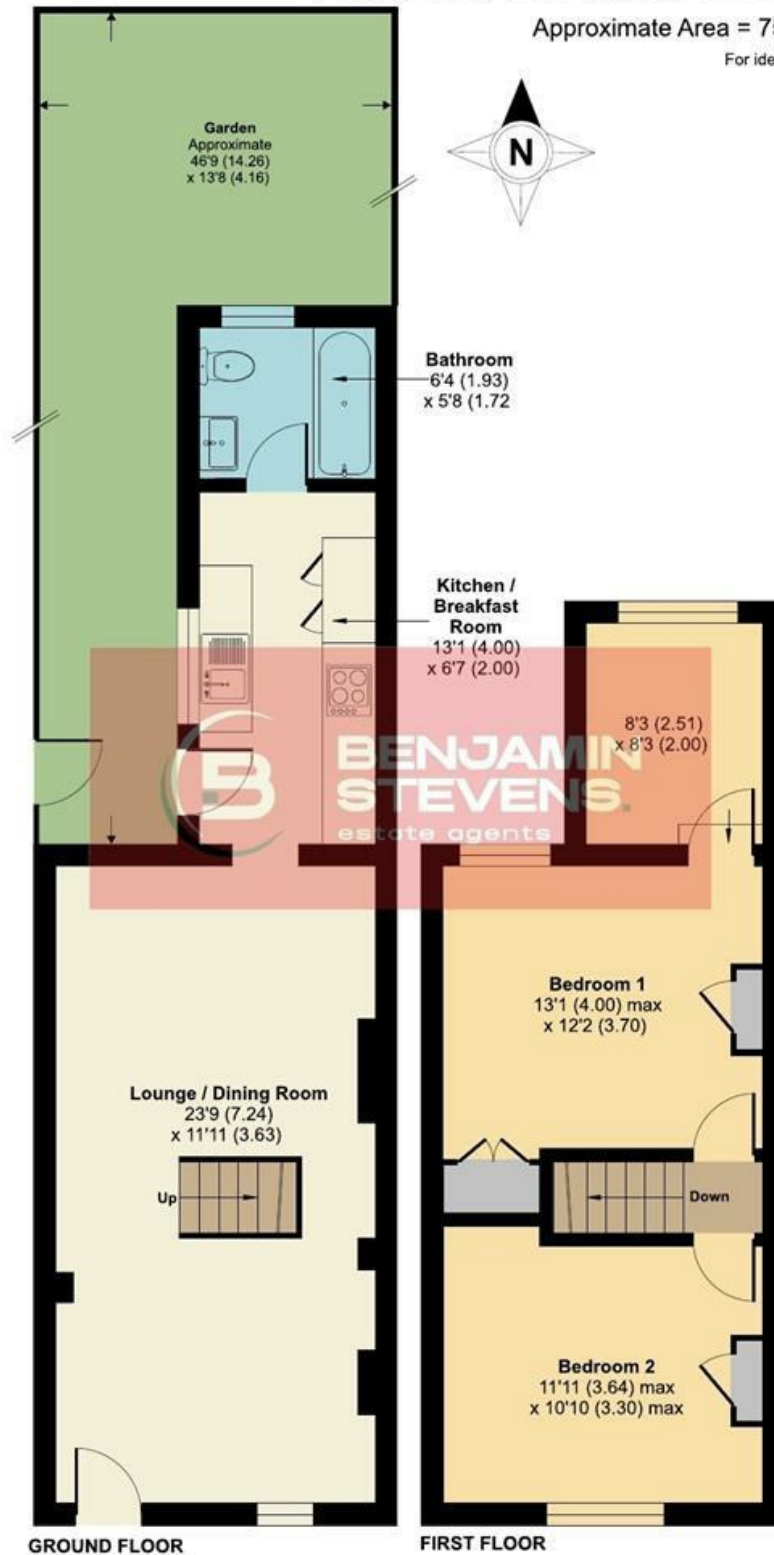 Approximate Area = 75
For ide
Garden
Approximate
46'9 (14.26)
x 13'8 (4.16)
N
Bathroom
6'4 (1.93)
x 5'8 (1.72
Kitchen /
Breakfast
Room
13'1 (4.00)
x 6'7 (2.00)
8'3 (2.51)
x 8'3 (2.00)
B
BENJAMIN
STEVENS.
estate agents
Bedroom 1
13'1 (4.00) max
x 12'2 (3.70)
Lounge / Dining Room
23'9 (7.24)
x 11'11 (3.63)
Up
Down
Bedroom 2
11'11 (3.64) max
x 10'10 (3.30) max
GROUND FLOOR
FIRST FLOOR